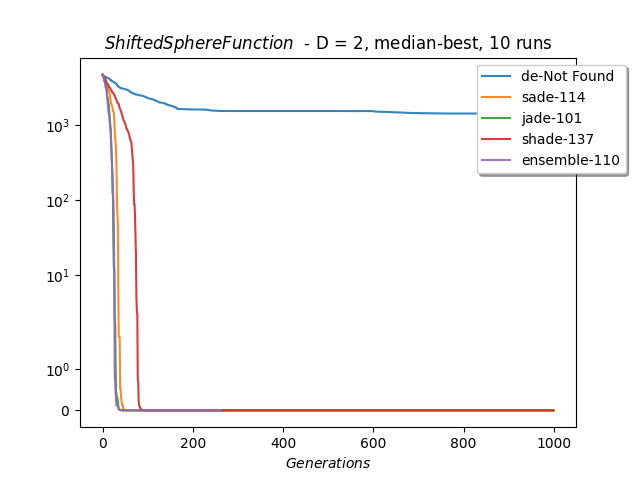 ShiftedSphereFunction - D = 2, median-best, 10 runs
de-Not Found
sade-114
jade-101
shade-137
ensemble-110
10³
10²
10¹
10⁰
0
0 200 400 600 800 1000
Generations